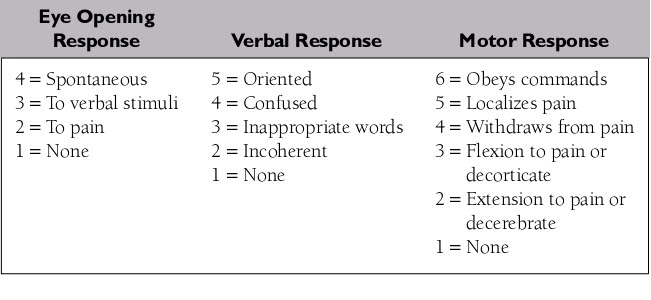 Eye Opening
Response
Verbal Response
Motor Response
4 = Spontaneous
3 = To verbal stimuli
2 = To pain
1 = None
5 = Oriented
4 = Confused
3 = Inappropriate words
2 = Incoherent
1 = None
6 = Obeys commands
5 = Localizes pain
4 = Withdraws from pain
3 = Flexion to pain or
decorticate
2 = Extension to pain or
decerebrate
1 = None